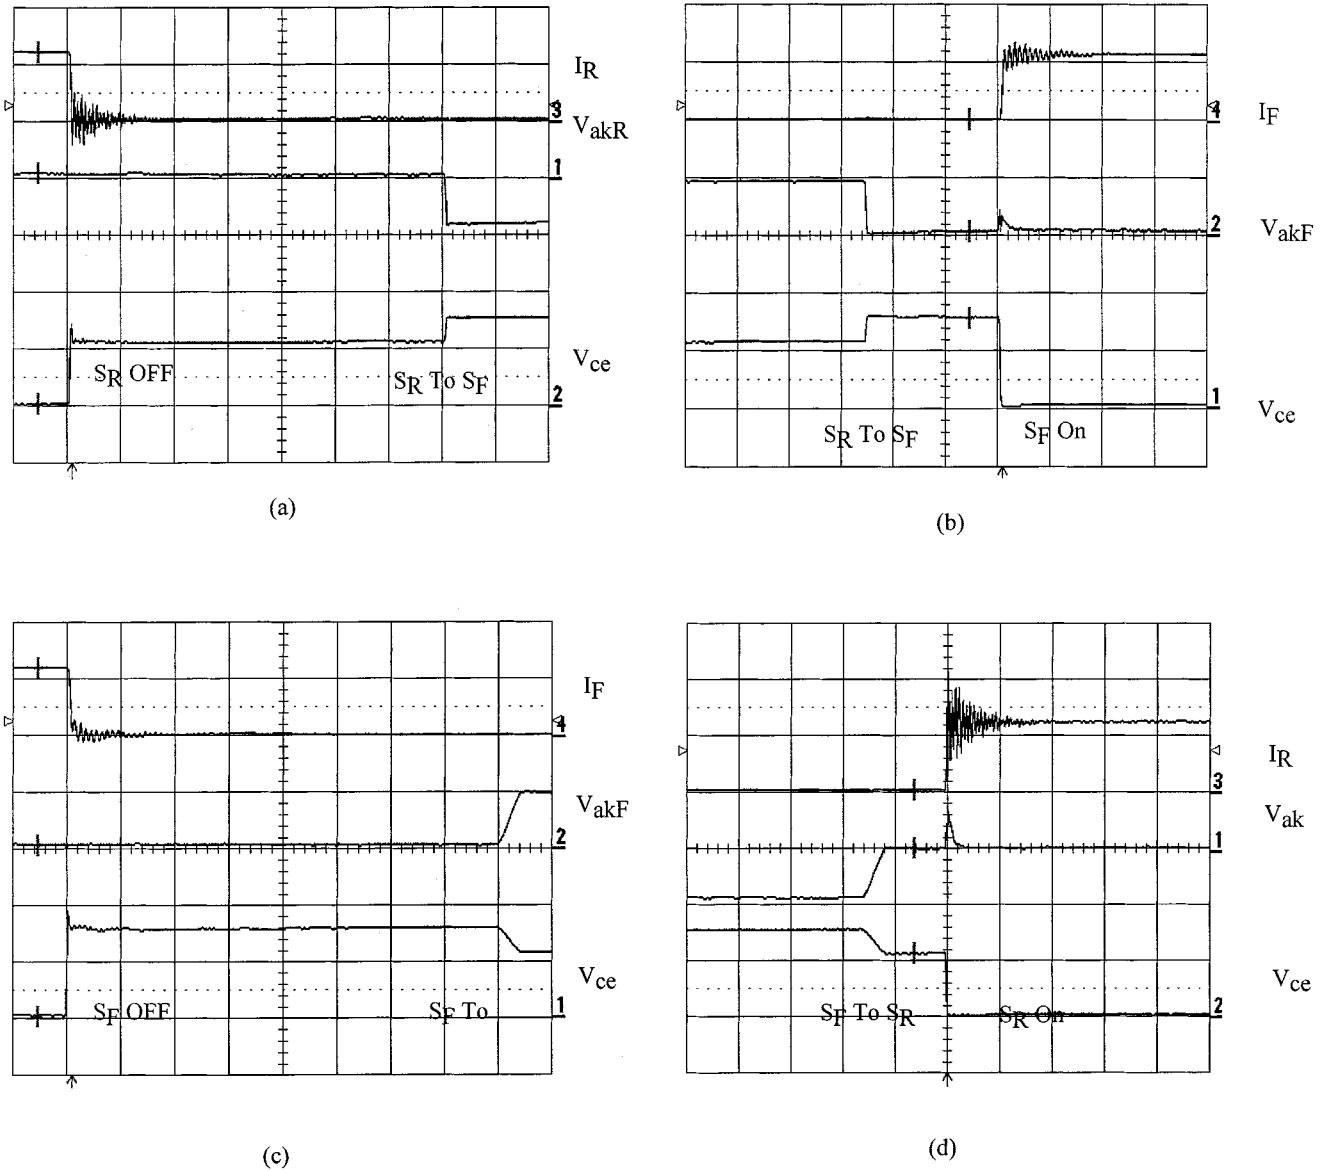 I_R
3
V_akR
1
V_ce
S_R OFF
S_R To S_F
2
(a)
4
I_F
2
V_akF
1
V_ce
S_R To S_F
S_F On
(b)
I_F
4
V_akF
2
V_ce
S_F OFF
S_F To
1
(c)
I_R
3
V_ak
1
V_ce
S_F To S_R
S_R On
2
(d)